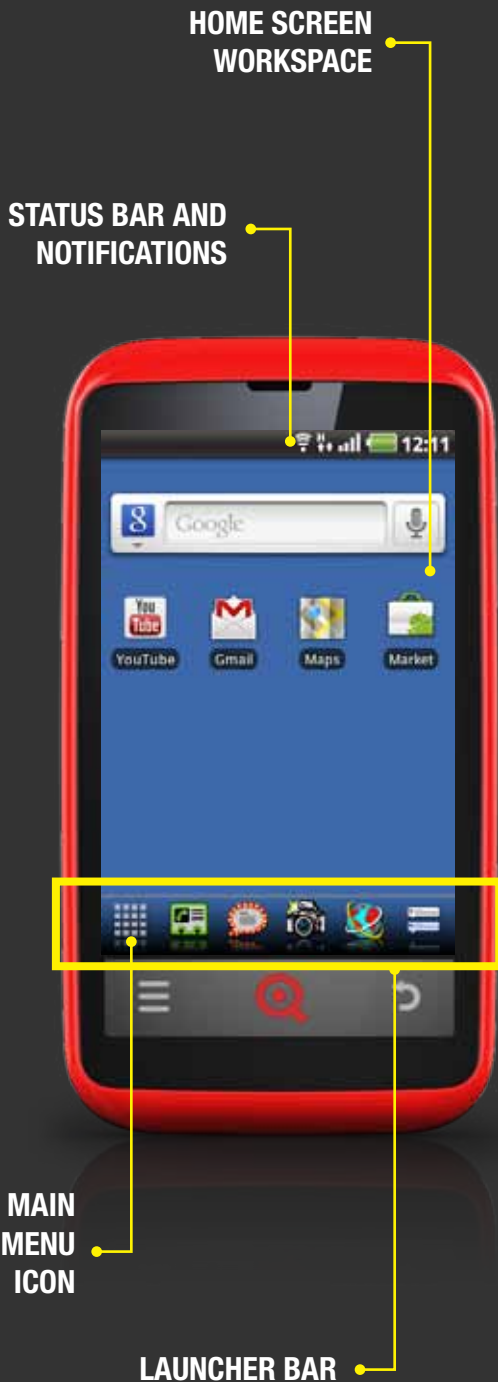 HOME SCREEN
WORKSPACE
STATUS BAR AND
NOTIFICATIONS
12:11
8 Google
You
Tube
YouTube Gmail Maps Market
MAIN
MENU
ICON
LAUNCHER BAR